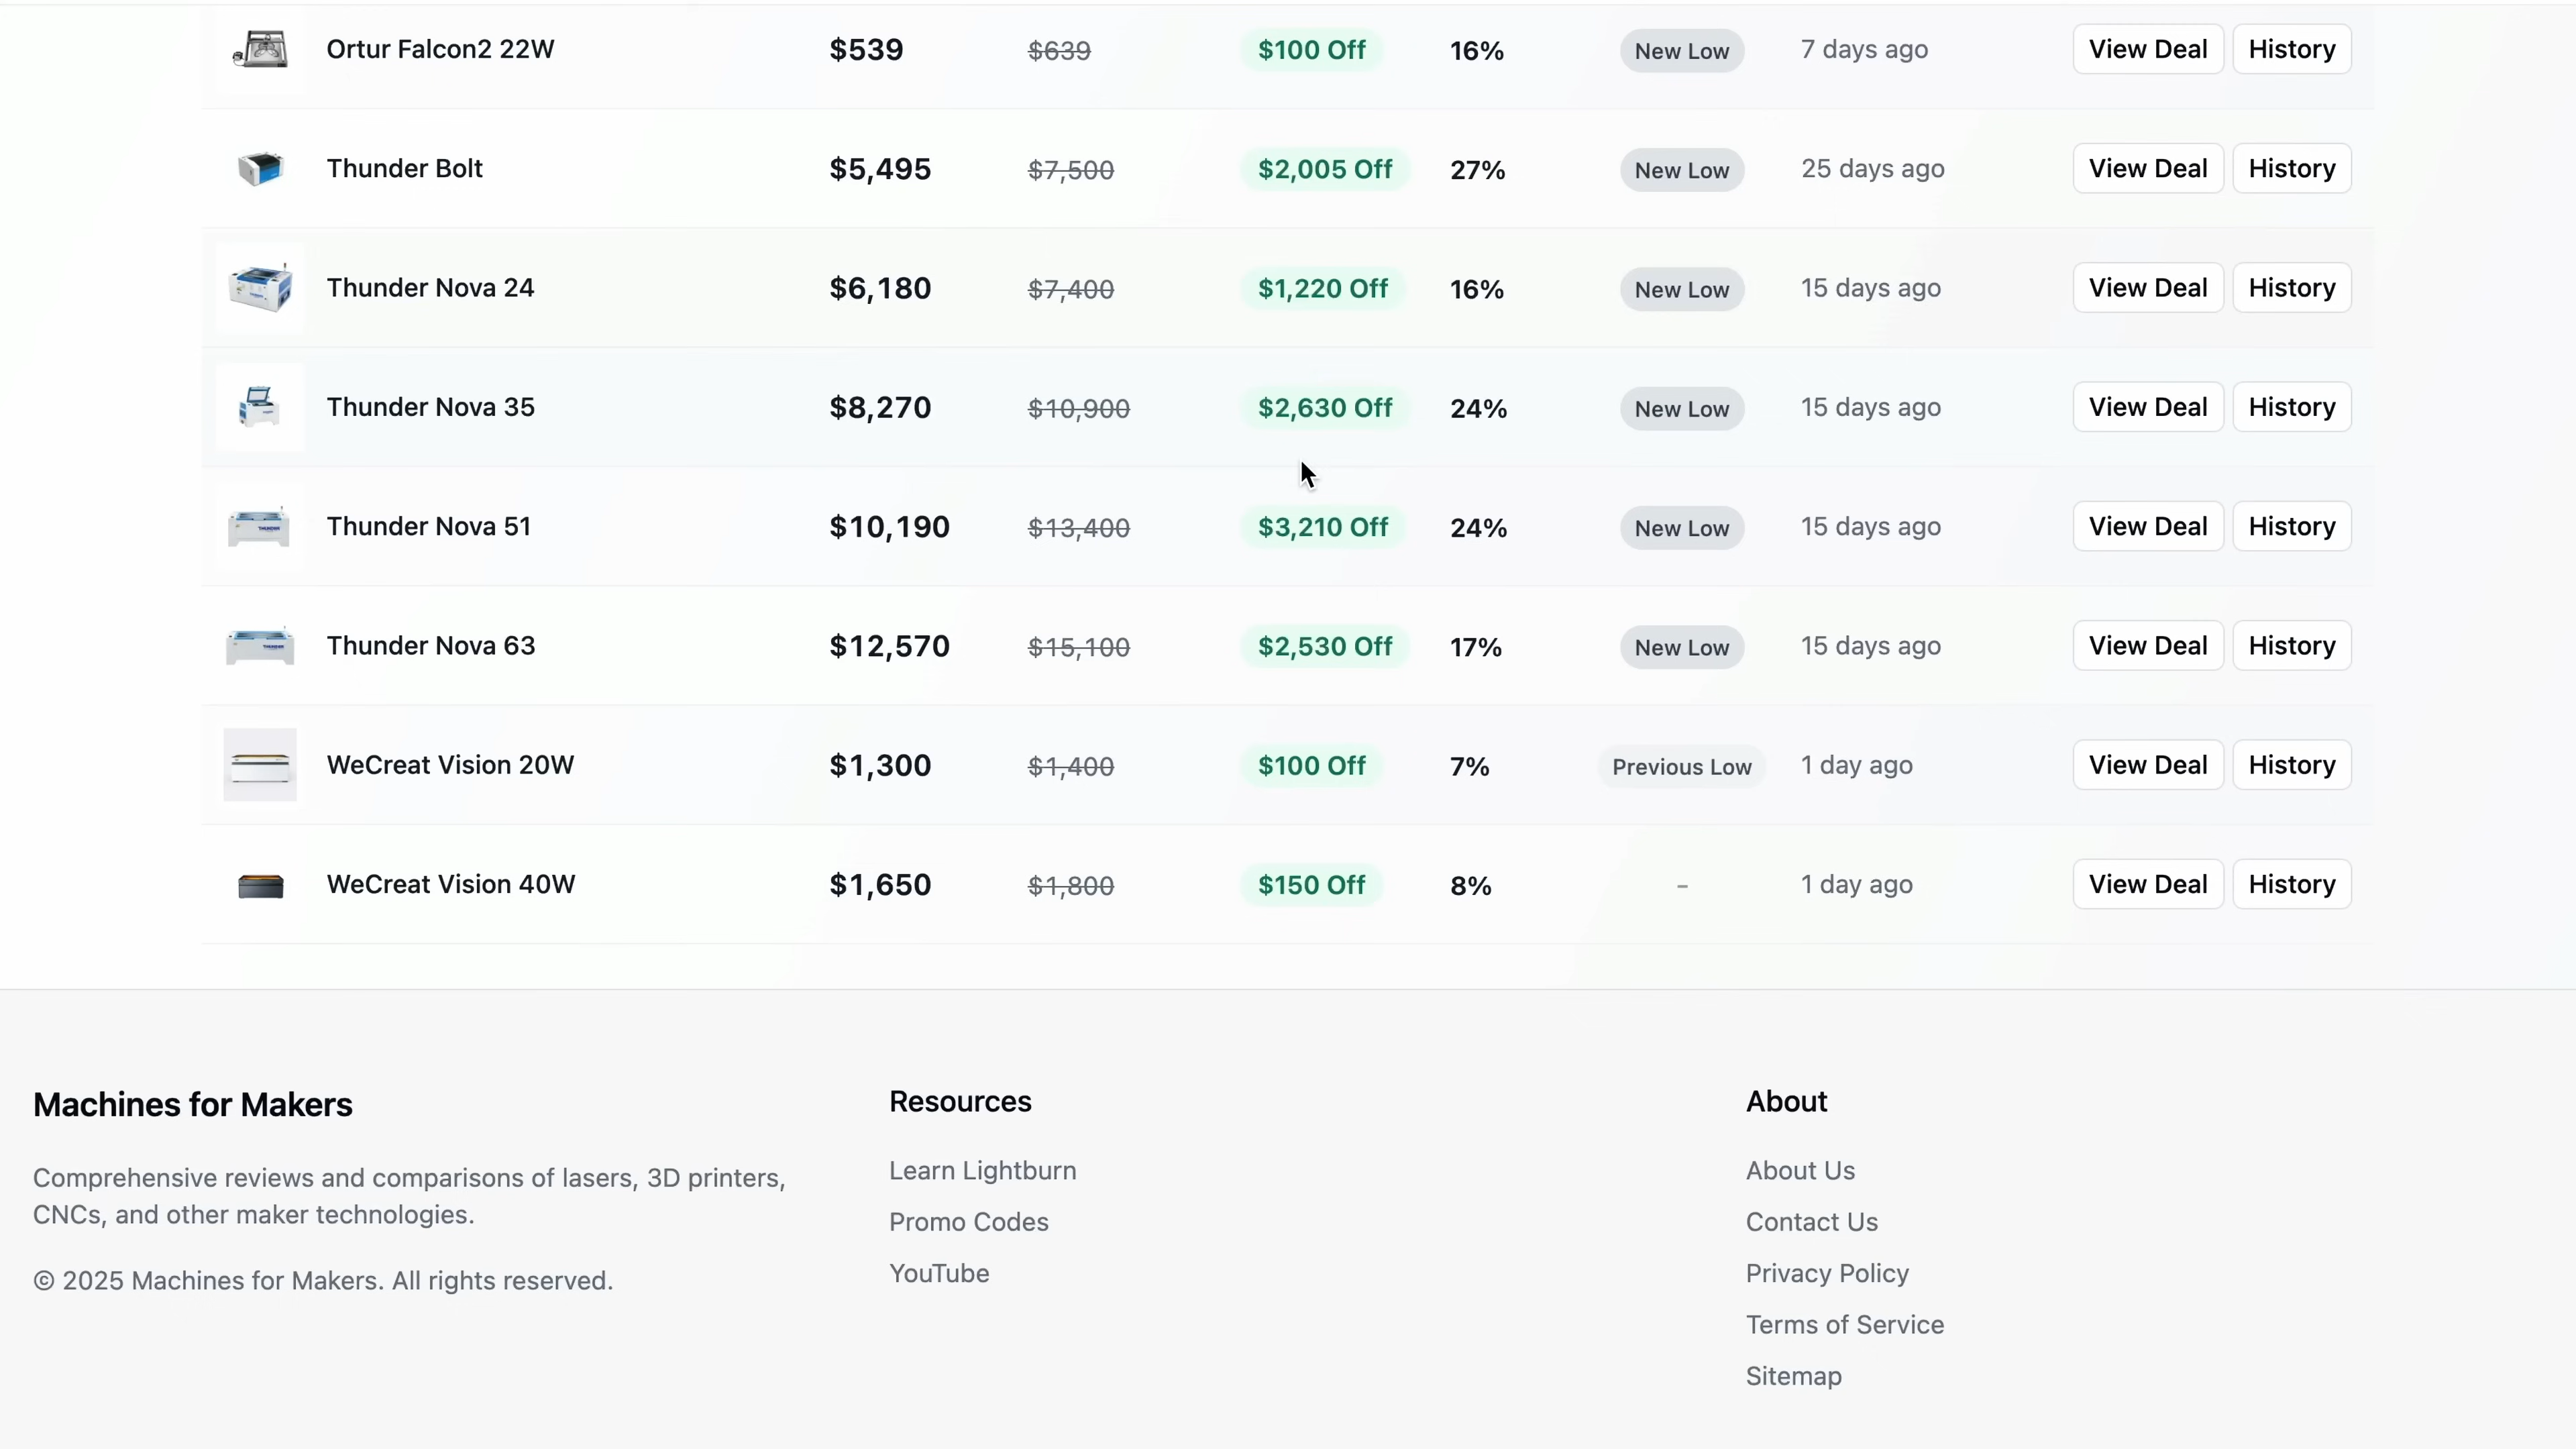 Ortur Falcon2 22W $539 $639 $100 Off 16% New Low 7 days ago View Deal History
Thunder Bolt $5,495 $7,500 $2,005 Off 27% New Low 25 days ago View Deal History
Thunder Nova 24 $6,180 $7,400 $1,220 Off 16% New Low 15 days ago View Deal History
Thunder Nova 35 $8,270 $10,900 $2,630 Off 24% New Low 15 days ago View Deal History
Thunder Nova 51 $10,190 $13,400 $3,210 Off 24% New Low 15 days ago View Deal History
Thunder Nova 63 $12,570 $15,100 $2,530 Off 17% New Low 15 days ago View Deal History
WeCreat Vision 20W $1,300 $1,400 $100 Off 7% Previous Low 1 day ago View Deal History
WeCreat Vision 40W $1,650 $1,800 $150 Off 8% - 1 day ago View Deal History
Machines for Makers
Comprehensive reviews and comparisons of lasers, 3D printers,
CNCs, and other maker technologies.
© 2025 Machines for Makers. All rights reserved.
Resources
Learn Lightburn
Promo Codes
YouTube
About
About Us
Contact Us
Privacy Policy
Terms of Service
Sitemap